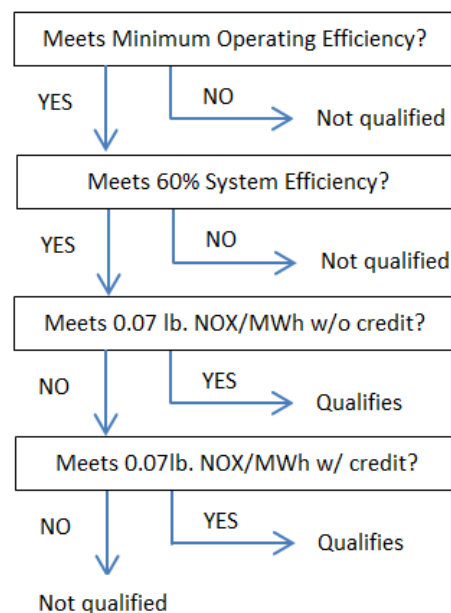 Meets Minimum Operating Efficiency?
YES
NO
Not qualified
Meets 60% System Efficiency?
YES
NO
Not qualified
Meets 0.07 lb. NOX/MWh w/o credit?
NO
YES
Qualifies
Meets 0.07lb. NOX/MWh w/ credit?
NO
YES
Qualifies
Not qualified